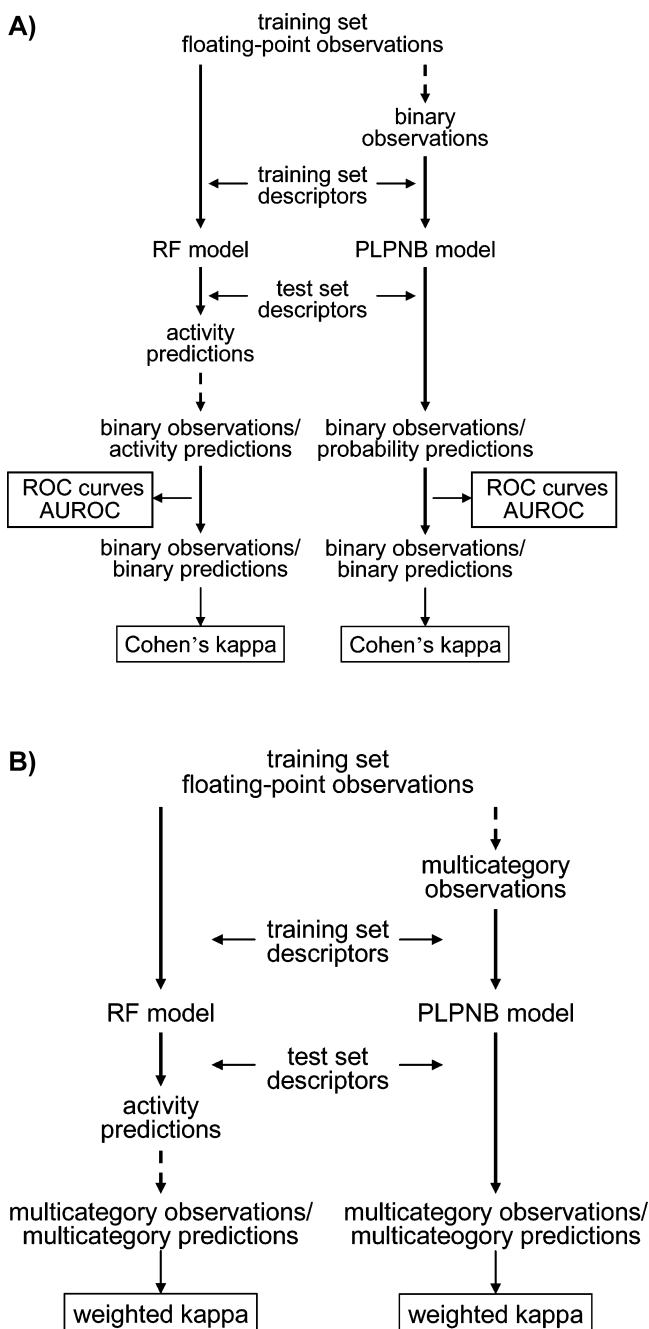 A)
training set
floating-point observations
binary
observations
training set
descriptors
RF model
PLPNB model
test set
descriptors
activity
predictions
binary observations/
activity predictions
binary observations/
probability predictions
ROC curves
AUROC
ROC curves
AUROC
binary observations/
binary predictions
binary observations/
binary predictions
Cohen's kappa
Cohen's kappa
B)
training set
floating-point observations
multicategory
observations
training set
descriptors
RF model
PLPNB model
test set
descriptors
activity
predictions
multicategory observations/
multicategory predictions
multicategory observations/
multicateogory predictions
weighted kappa
weighted kappa